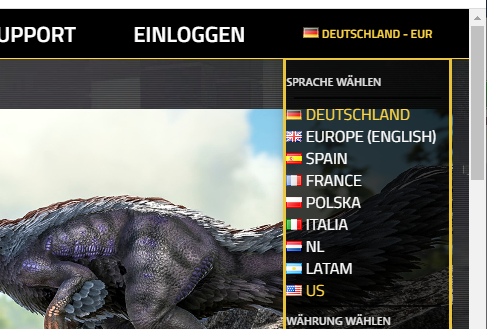 UPPORT EINLOGGEN DEUTSCHLAND - EUR
SPRACHE WÄHLEN
DEUTSCHLAND
EUROPE (ENGLISH)
SPAIN
FRANCE
POLSKA
ITALIA
NL
LATAM
US
WÄHRUNG WÄHLEN